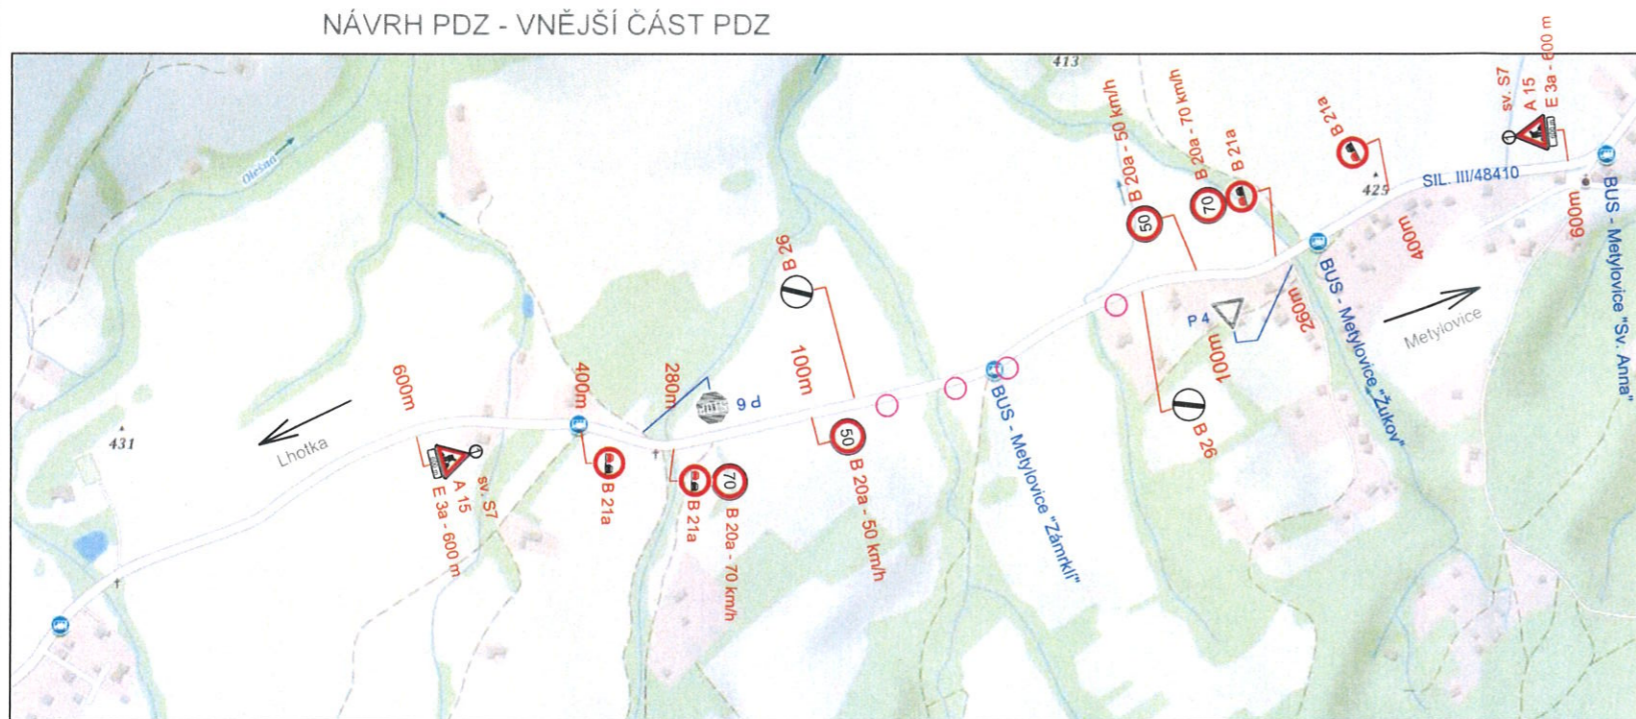 NÁVRH PDZ - VNĚJŠÍ ČÁST PDZ
413
431
425
Olešná
Lhotka
600m
E 3a - 600 m
A 15
sv. S7
400m
B 21a
280m
B 21a
70
B 20a - 70 km/h
P 6
B 26
100m
50
B 20a - 50 km/h
BUS - Metylovice "Zámrklí"
B 20a - 50 km/h
50
B 20a - 70 km/h
70
B 21a
P 4
100m
B 26
260m
BUS - Metylovice "Žukov"
B 21a
400m
SIL. III/48410
Metylovice
sv. S7
A 15
E 3a - 600 m
600m
BUS - Metylovice "Sv. Anna"